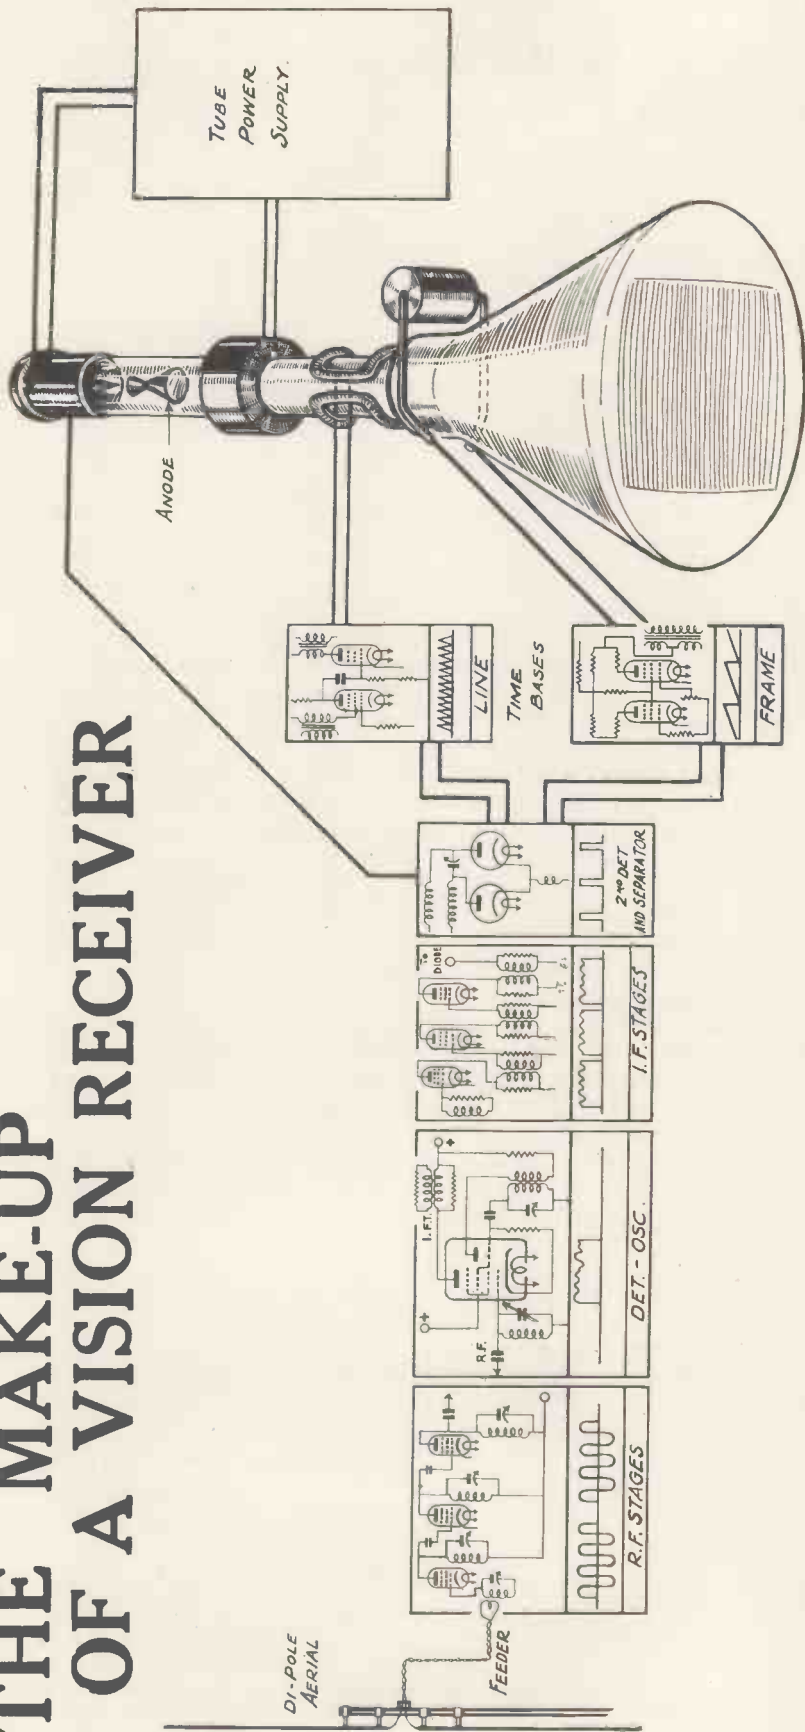 THE MAKE-UP
OF A VISION RECEIVER
DI-POLE
AERIAL
FEEDER
R.F. STAGES
R.F.
I.F.T.
+
+
DET.-OSC.
TO
DIODE
I.F. STAGES
2ND DET
AND SEPARATOR
LINE
TIME
BASES
FRAME
ANODE
TUBE
POWER
SUPPLY.